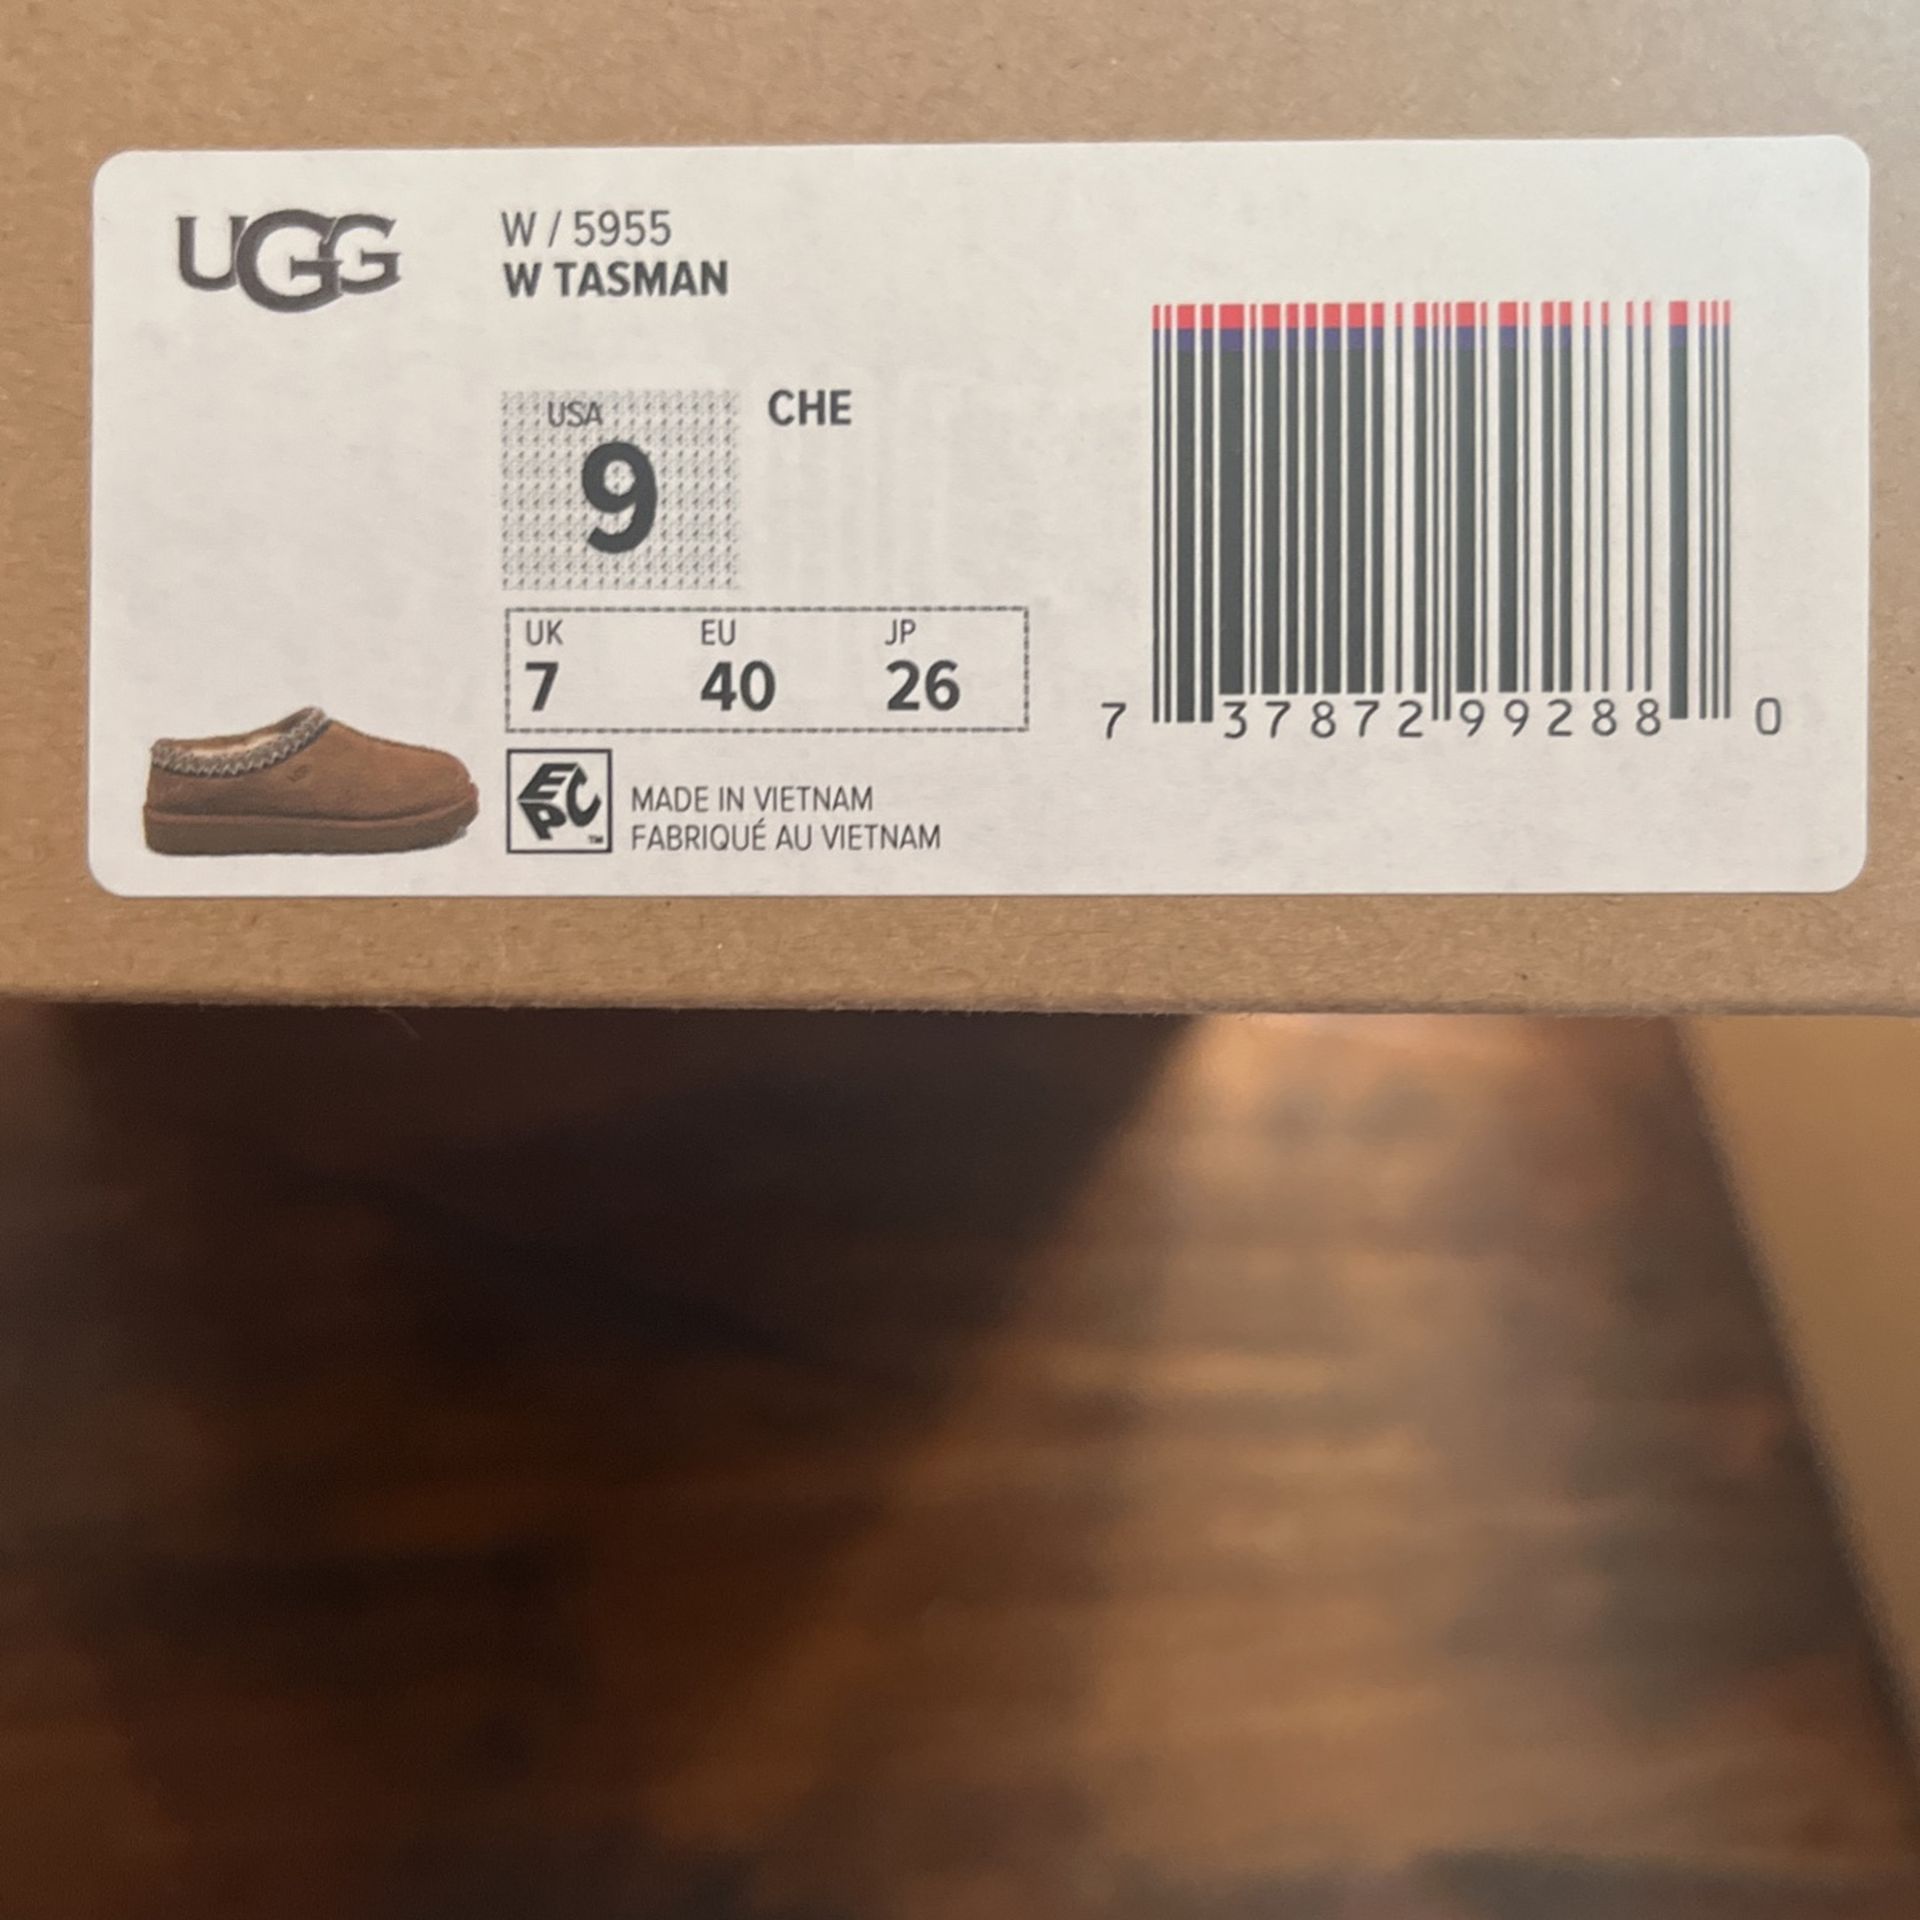 UGG
W / 5955
W TASMAN
USA
9
CHE
UK EU JP
7 40 26
EPC ™
MADE IN VIETNAM
FABRIQUÉ AU VIETNAM
7 37872 99288 0